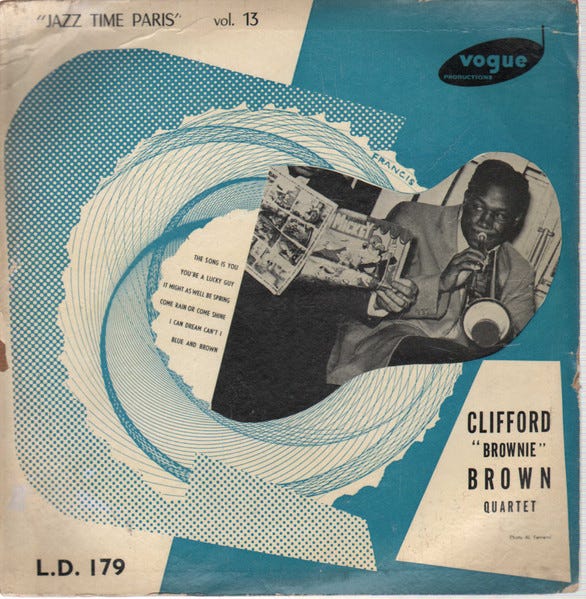 "JAZZ TIME PARIS" vol. 13
vogue
PRODUCTIONS
FRANCIS
THE SONG IS YOU
YOU'RE A LUCKY GUY
IT MIGHT AS WELL BE SPRING
COME RAIN OR COME SHINE
I CAN DREAM CAN'T I
BLUE AND BROWN
CLIFFORD
"BROWNIE"
BROWN
QUARTET
Photo
L.D. 179